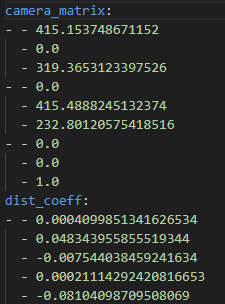 camera_matrix:
- - 415.153748671152
  - 0.0
  - 319.3653123397526
- - 0.0
  - 415.4888245132374
  - 232.80120575418516
- - 0.0
  - 0.0
  - 1.0
dist_coeff:
- - 0.0004099851341626534
  - 0.048343955855519344
  - -0.007544038459241634
  - 0.00021114292420816653
  - -0.08104098709508069